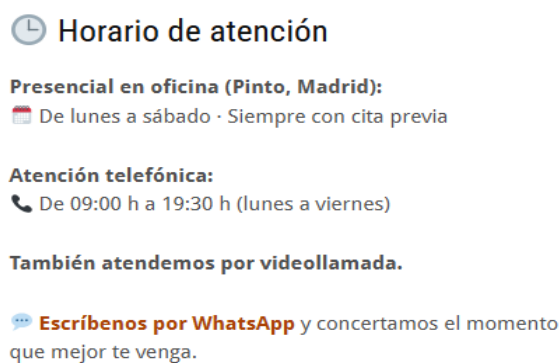 🕒 Horario de atención
Presencial en oficina (Pinto, Madrid):
📅 De lunes a sábado · Siempre con cita previa
Atención telefónica:
📞 De 09:00 h a 19:30 h (lunes a viernes)
También atendemos por videollamada.
💬 Escríbenos por WhatsApp y concertamos el momento
que mejor te venga.